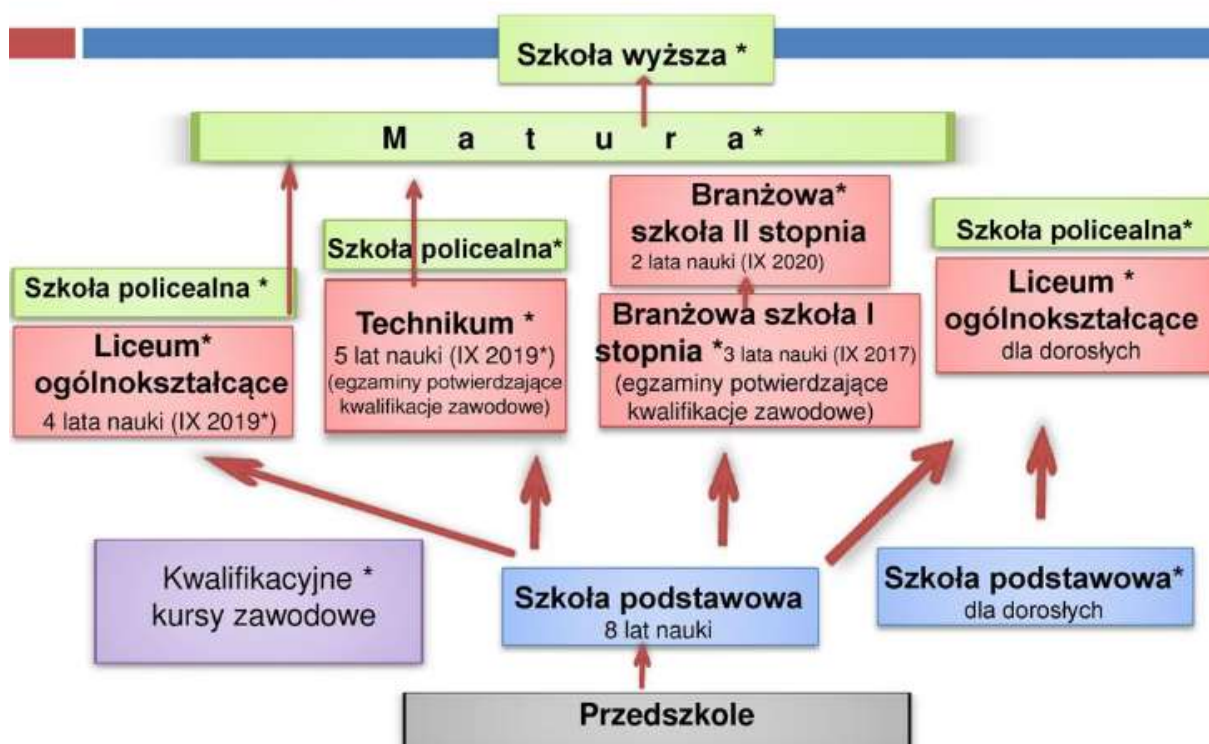 Szkoła wyższa *
M a t u r a*
Szkoła policealna *
Liceum*
ogólnokształcące
4 lata nauki (IX 2019*)
Szkoła policealna*
Technikum *
5 lat nauki (IX 2019*)
(egzaminy potwierdzające
kwalifikacje zawodowe)
Branżowa*
szkoła II stopnia
2 lata nauki (IX 2020)
Branżowa szkoła I
stopnia *3 lata nauki (IX 2017)
(egzaminy potwierdzające
kwalifikacje zawodowe)
Szkoła policealna*
Liceum *
ogólnokształcące
dla dorosłych
Kwalifikacyjne *
kursy zawodowe
Szkoła podstawowa
8 lat nauki
Szkoła podstawowa*
dla dorosłych
Przedszkole